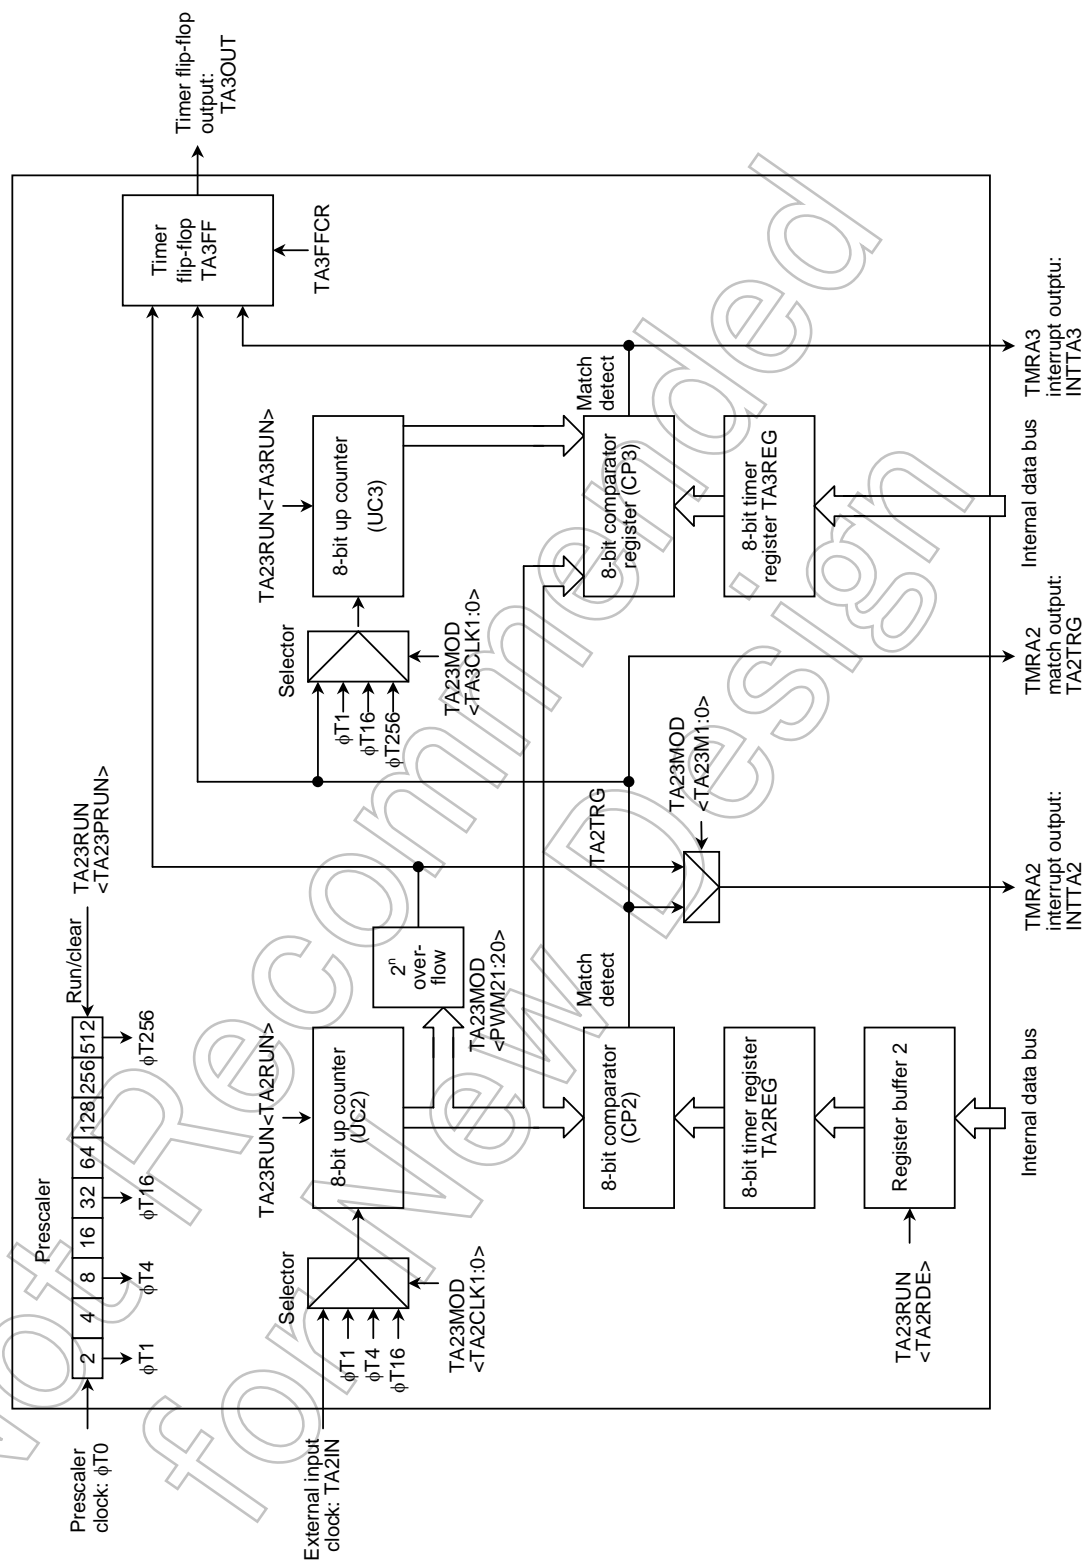 Prescaler
Prescaler
clock: ϕT0
2
4
8
16
32
64
128
256
512
Run/clear
TA23RUN
<TA23PRUN>
ϕT1
ϕT4
ϕT16
ϕT256
External input
clock: TA2IN
Selector
ϕT1
ϕT4
ϕT16
TA23MOD
<TA2CLK1:0>
TA23RUN<TA2RUN>
8-bit up counter
(UC2)
2n
over-
flow
TA23MOD
<PWM21:20>
Selector
ϕT1
ϕT16
ϕT256
TA23MOD
<TA3CLK1:0>
TA23RUN<TA3RUN>
8-bit up counter
(UC3)
Timer
flip-flop
TA3FF
TA3FFCR
Timer flip-flop
output:
TA3OUT
8-bit comparator
(CP2)
Match
detect
TA2TRG
8-bit comparator
register (CP3)
Match
detect
8-bit timer register
TA2REG
TA23MOD
<TA23M1:0>
8-bit timer
register TA3REG
Register buffer 2
TA23RUN
<TA2RDE>
Internal data bus
TMRA2
interrupt output:
INTTA2
TMRA2
match output:
TA2TRG
Internal data bus
TMRA3
interrupt outptu:
INTTA3
Not Recommended
for New Design